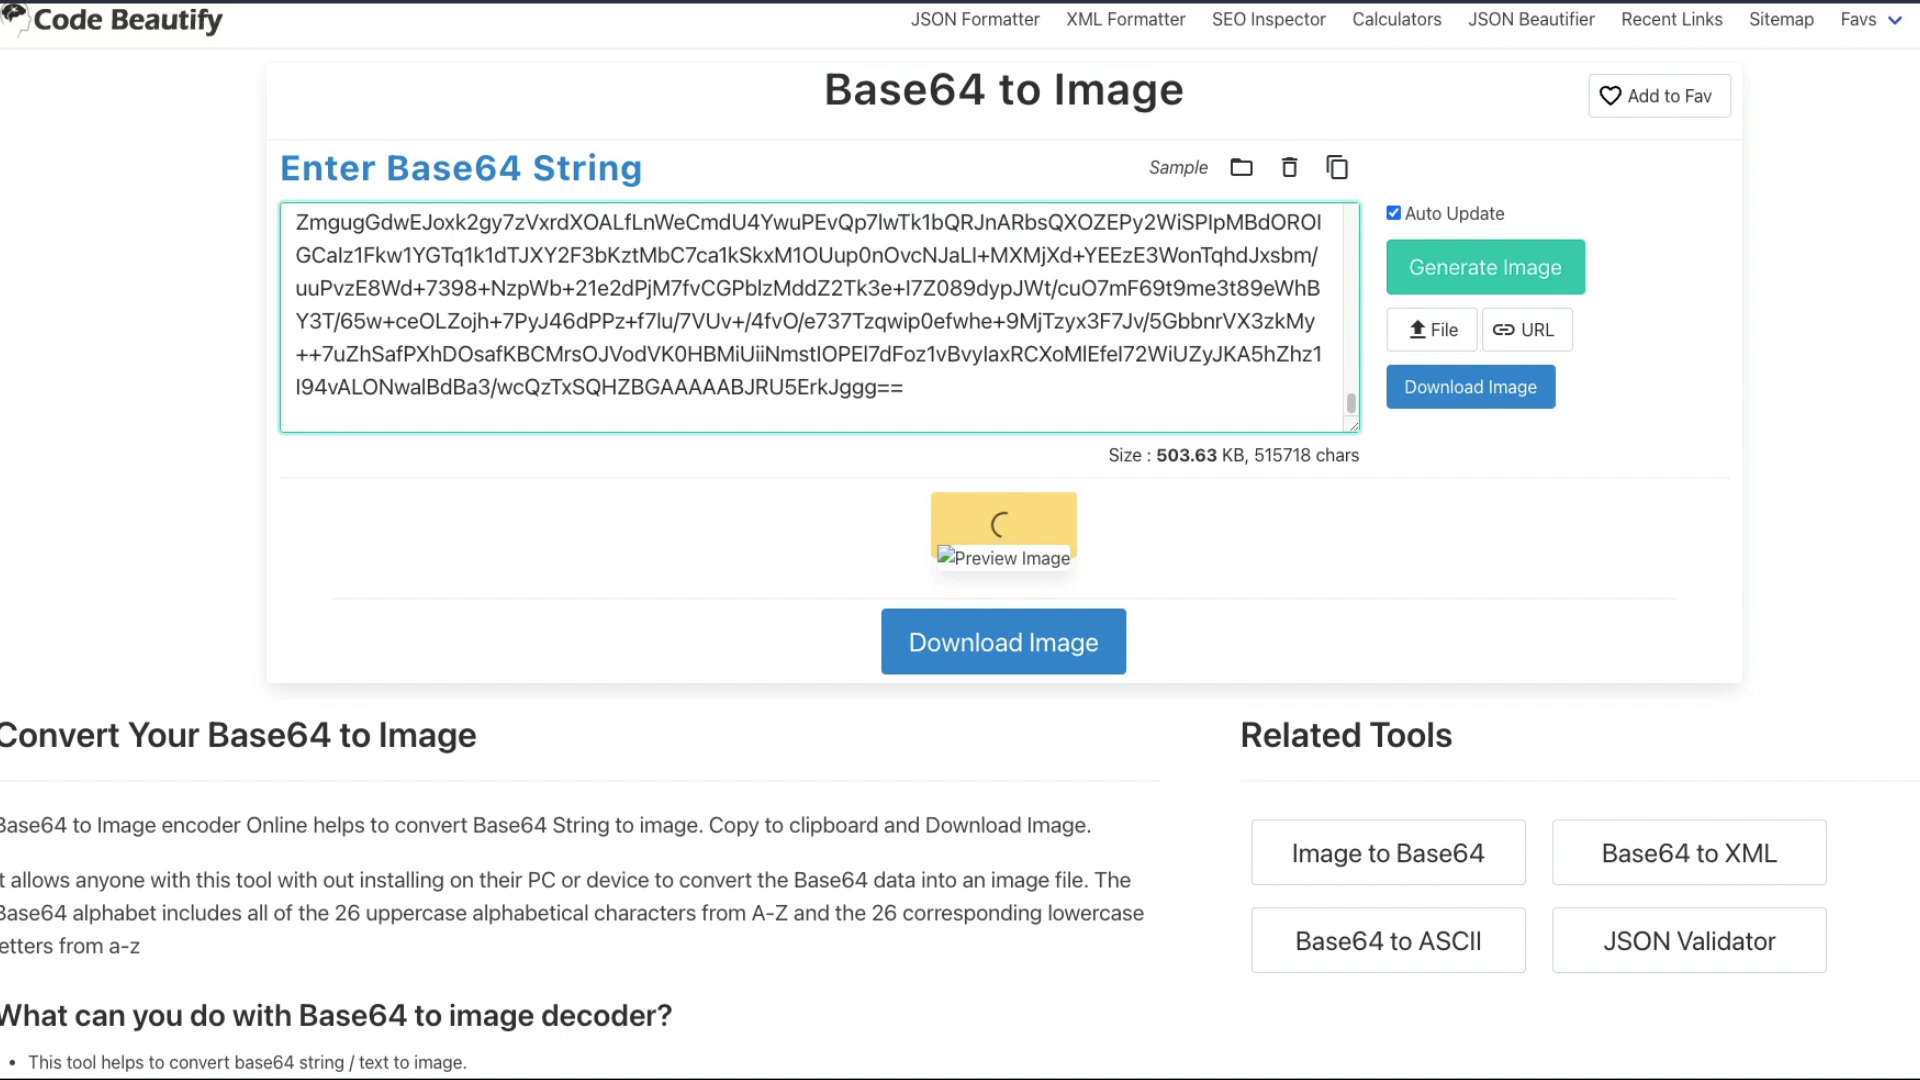 Code Beautify
JSON Formatter XML Formatter SEO Inspector Calculators JSON Beautifier Recent Links Sitemap Favs
Base64 to Image
Add to Fav
Enter Base64 String
Sample
ZmgugGdwEJoxk2gy7zVxrdXOALfLnWeCmdU4YwuPEvQp7lwTk1bQRJnARbsQXOZEPy2WiSPlpMBdOROl
GCalz1Fkw1YGTq1k1dTJXY2F3bKztMbC7ca1kSkxM1OUup0nOvcNJaLI+MXMjXd+YEEzE3WonTqhdJxsbm/
uuPvzE8Wd+7398+NzpWb+21e2dPjM7fvCGPblzMddZ2Tk3e+I7Z089dypJWt/cuO7mF69t9me3t89eWhB
Y3T/65w+ceOLZojh+7PyJ46dPPz+f7lu/7VUv+/4fvO/e737Tzqwip0efwhe+9MjTzyx3F7Jv/5GbbnrVX3zkMy
++7uZhSafPXhDOsafKBCMrsOJVodVK0HBMiUiiNmstIOPEl7dFoz1vBvylaxRCXoMlEfel72WiUZyJKA5hZhz1
I94vALONwalBdBa3/wcQzTxSQHZBGAAAAABJRU5ErkJggg==
Auto Update
Generate Image
File URL
Download Image
Size : 503.63 KB, 515718 chars
Preview Image
Download Image
Convert Your Base64 to Image
Base64 to Image encoder Online helps to convert Base64 String to image. Copy to clipboard and Download Image.
t allows anyone with this tool with out installing on their PC or device to convert the Base64 data into an image file. The
Base64 alphabet includes all of the 26 uppercase alphabetical characters from A-Z and the 26 corresponding lowercase
etters from a-z
What can you do with Base64 to image decoder?
• This tool helps to convert base64 string / text to image.
Related Tools
Image to Base64 Base64 to XML
Base64 to ASCII JSON Validator